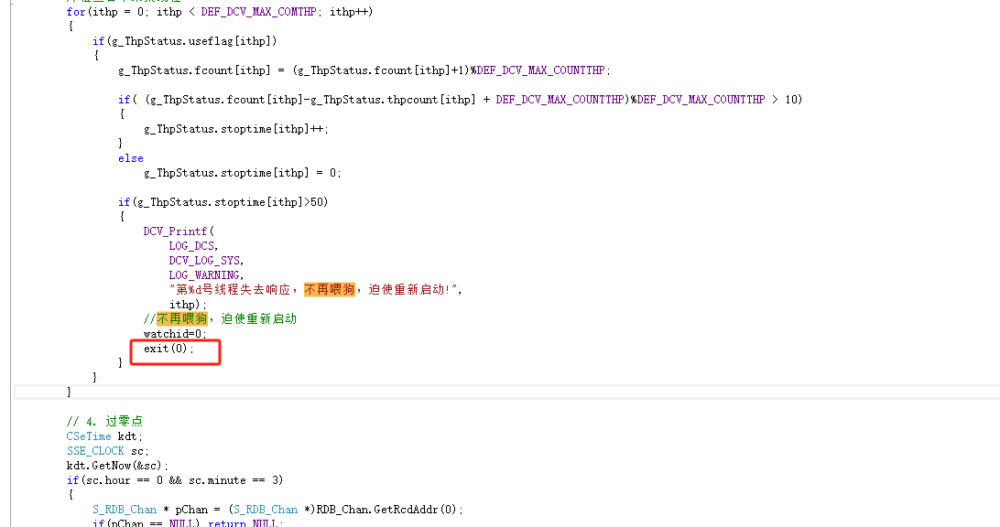 for(ithp = 0; ithp < DEF_DCV_MAX_COMTHP; ithp++)
{
if(g_ThpStatus.useflag[ithp])
{
g_ThpStatus.fcount[ithp] = (g_ThpStatus.fcount[ithp]+1)%DEF_DCV_MAX_COUNTTHP;
if( (g_ThpStatus.fcount[ithp]-g_ThpStatus.thpcount[ithp] + DEF_DCV_MAX_COUNTTHP)%DEF_DCV_MAX_COUNTTHP > 10)
{
g_ThpStatus.stoptime[ithp]++;
}
else
g_ThpStatus.stoptime[ithp] = 0;
if(g_ThpStatus.stoptime[ithp]>50)
{
DCV_Printf(
LOG_DCS,
DCV_LOG_SYS,
LOG_WARNING,
"第%d号线程失去响应，不再喂狗，迫使重新启动!",
ithp);
//不再喂狗，迫使重新启动
watchid=0;
exit(0);
}
}
}
// 4. 过零点
CSeTime kdt;
SSE_CLOCK sc;
kdt.GetNow(&sc);
if(sc.hour == 0 && sc.minute == 3)
{
S_RDB_Chan * pChan = (S_RDB_Chan *)RDB_Chan.GetRcdAddr(0);
if(pChan == NULL) return NULL;